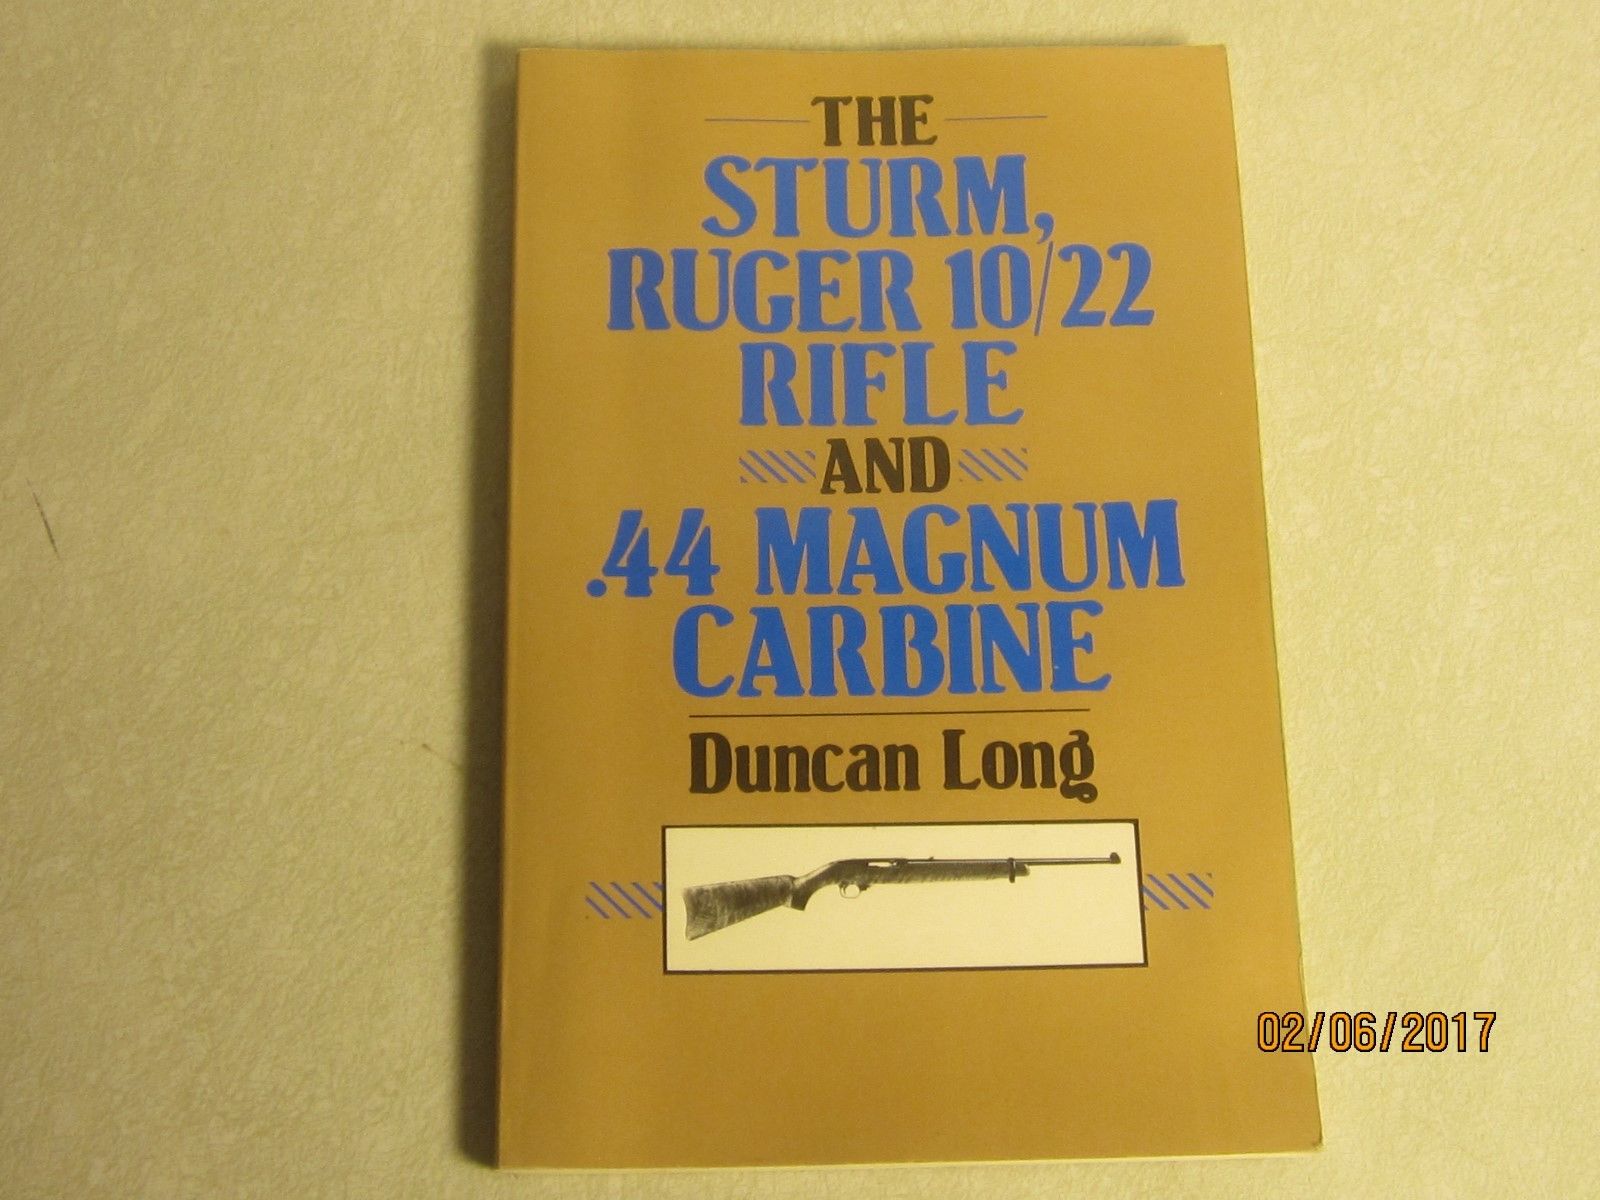 THE
STURM,
RUGER 10/22
RIFLE
AND
.44 MAGNUM
CARBINE
Duncan Long
02/06/2017